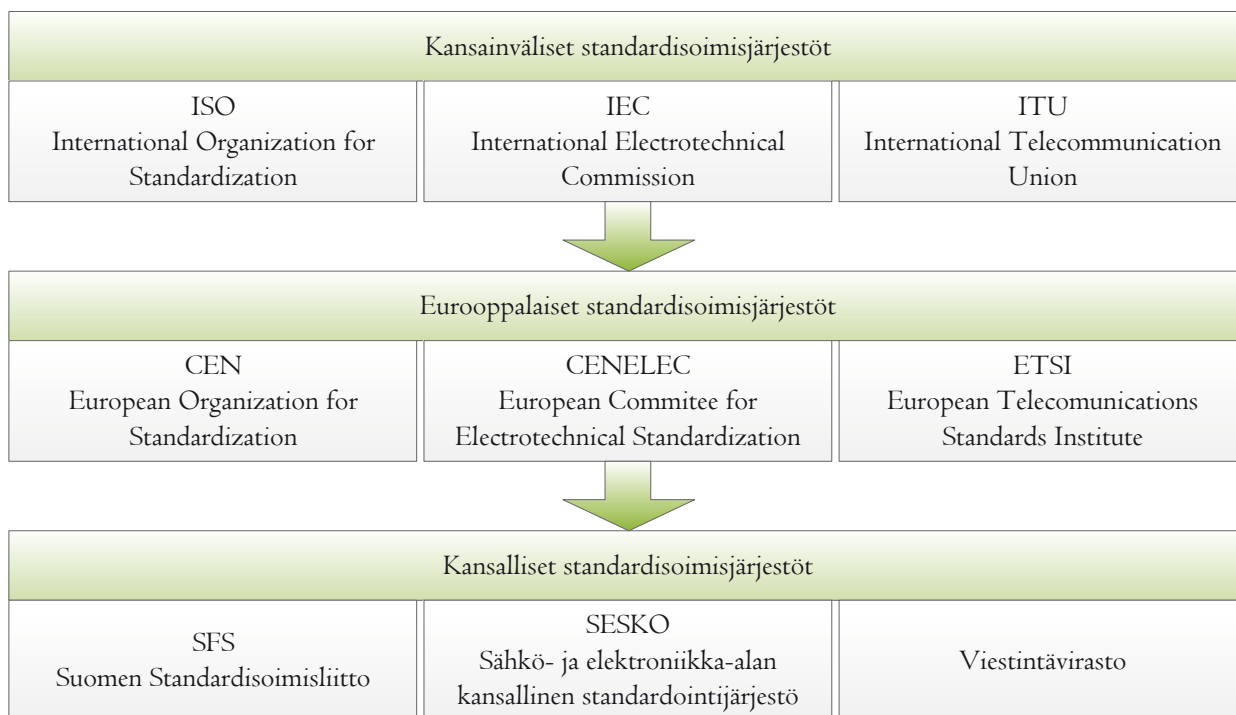 Kansainväliset standardisoimisjärjestöt
ISO
International Organization for
Standardization
IEC
International Electrotechnical
Commission
ITU
International Telecommunication
Union
Eurooppalaiset standardisoimisjärjestöt
CEN
European Organization for
Standardization
CENELEC
European Commitee for
Electrotechnical Standardization
ETSI
European Telecomunications
Standards Institute
Kansalliset standardisoimisjärjestöt
SFS
Suomen Standardisoimisliitto
SESKO
Sähkö- ja elektroniikka-alan
kansallinen standardointijärjestö
Viestintävirasto